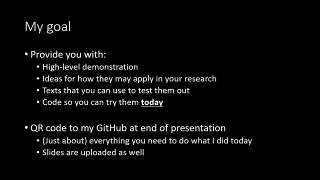 My goal
• Provide you with:
• High-level demonstration
• Ideas for how they may apply in your research
• Texts that you can use to test them out
• Code so you can try them today
• QR code to my GitHub at end of presentation
• (Just about) everything you need to do what I did today
• Slides are uploaded as well